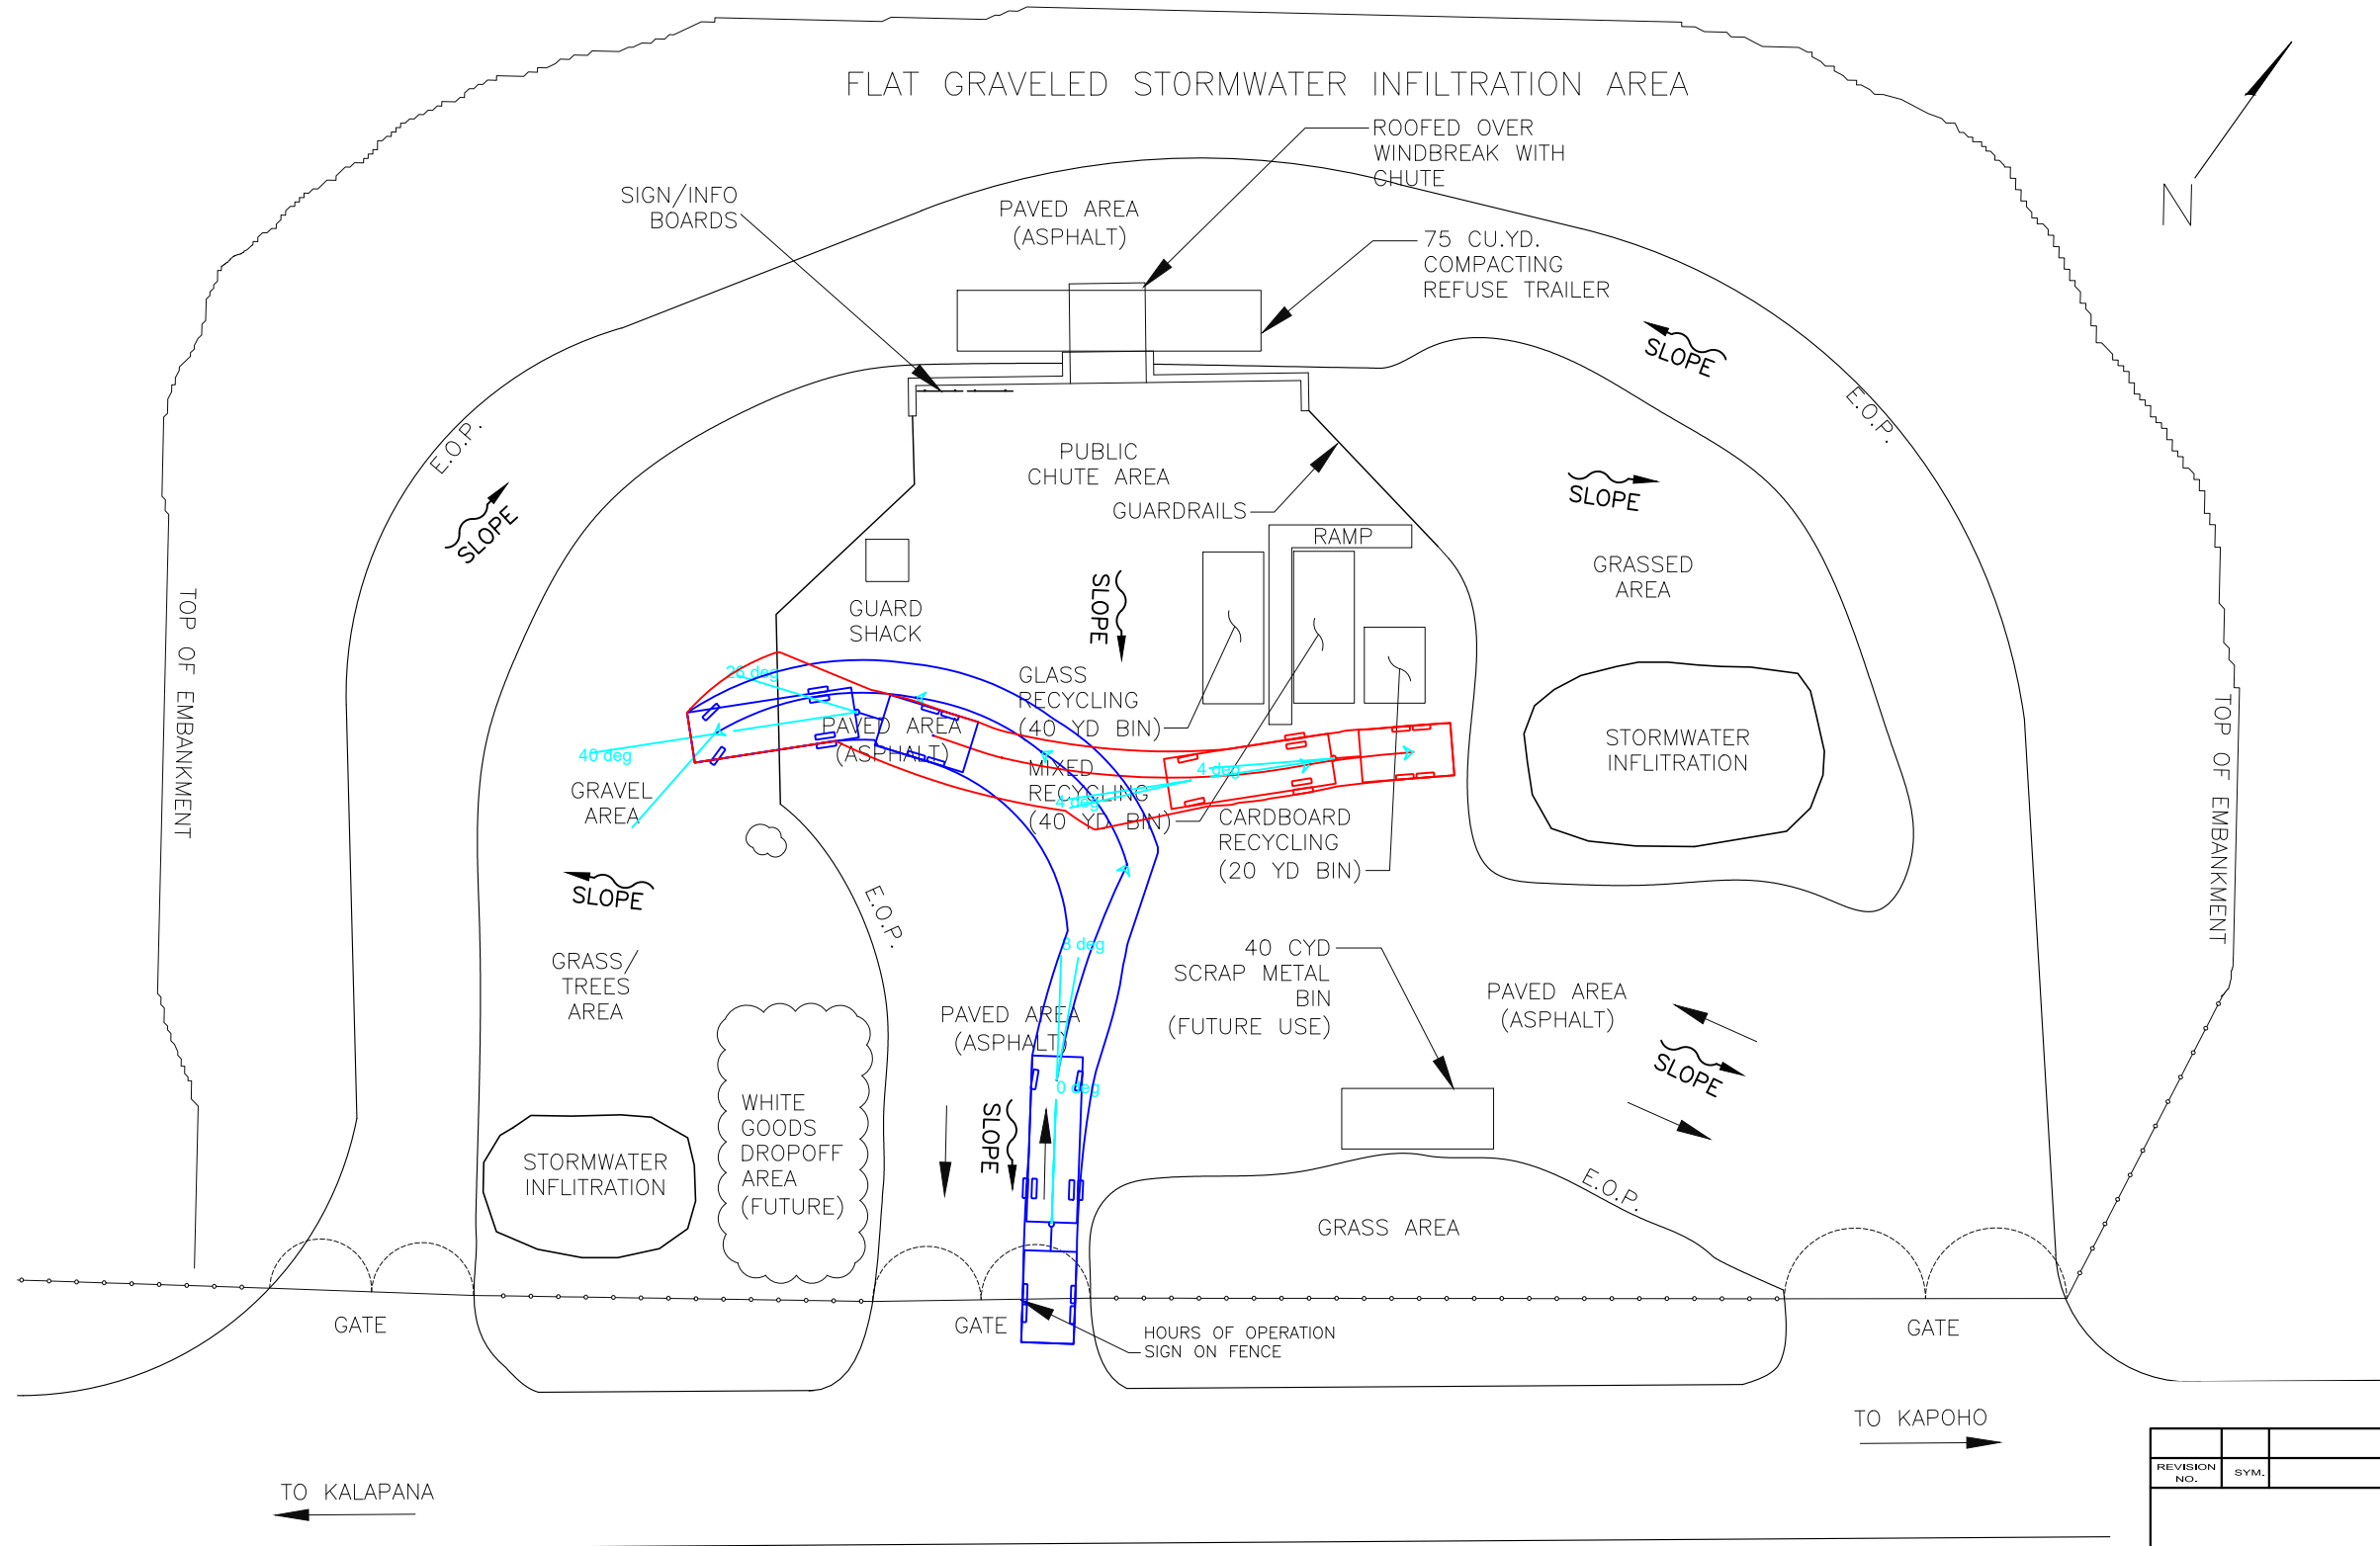 FLAT GRAVELED STORMWATER INFILTRATION AREA
ROOFED OVER
WINDBREAK WITH
CHUTE
SIGN/INFO
BOARDS
PAVED AREA
(ASPHALT)
75 CU.YD.
COMPACTING
REFUSE TRAILER
N
SLOPE
E.O.P.
E.O.P.
PUBLIC
CHUTE AREA
GUARDRAILS
SLOPE
SLOPE
RAMP
GRASSED
AREA
SLOPE
GUARD
SHACK
TOP OF EMBANKMENT
TOP OF EMBANKMENT
26 deg
GLASS
RECYCLING
(40 YD BIN)
PAVED AREA
(ASPHALT)
40 deg
STORMWATER
INFLITRATION
GRAVEL
AREA
MIXED
RECYCLING
(40 YD BIN)
4 deg
4 deg
CARDBOARD
RECYCLING
(20 YD BIN)
SLOPE
E.O.P.
8 deg
40 CYD
SCRAP METAL
BIN
(FUTURE USE)
GRASS/
TREES
AREA
PAVED AREA
(ASPHALT)
PAVED AREA
(ASPHALT)
SLOPE
0 deg
WHITE
GOODS
DROPOFF
AREA
(FUTURE)
SLOPE
STORMWATER
INFLITRATION
E.O.P.
GRASS AREA
GATE
GATE
GATE
HOURS OF OPERATION
SIGN ON FENCE
TO KAPOHO
TO KALAPANA
REVISION
NO.
SYM.